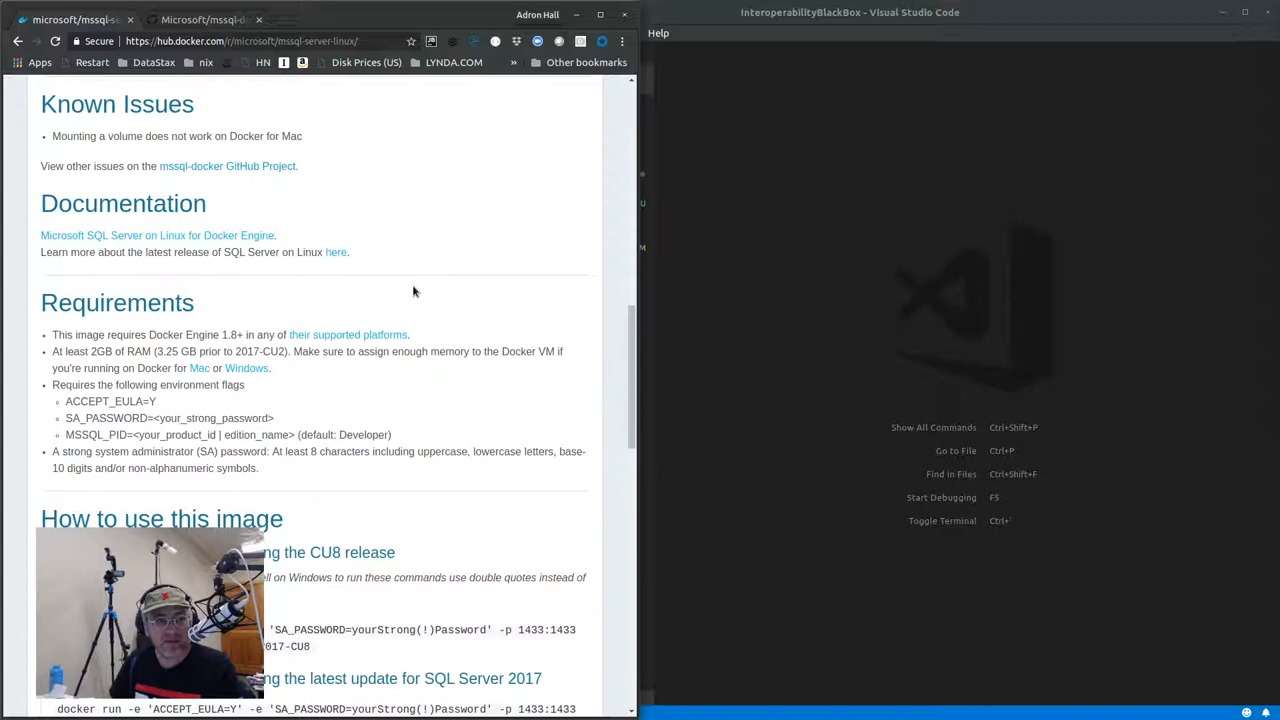 microsoft/mssql-se
Microsoft/mssql-do
Adron Hall
Secure
https://hub.docker.com/r/microsoft/mssql-server-linux/
Apps
Restart
DataStax
nix
HN
Disk Prices (US)
LYNDA.COM
»
Other bookmarks
Known Issues
• Mounting a volume does not work on Docker for Mac
View other issues on the mssql-docker GitHub Project.
Documentation
Microsoft SQL Server on Linux for Docker Engine.
Learn more about the latest release of SQL Server on Linux here.
Requirements
• This image requires Docker Engine 1.8+ in any of their supported platforms.
• At least 2GB of RAM (3.25 GB prior to 2017-CU2). Make sure to assign enough memory to the Docker VM if
you're running on Docker for Mac or Windows.
• Requires the following environment flags
ACCEPT_EULA=Y
SA_PASSWORD=<your_strong_password>
MSSQL_PID=<your_product_id | edition_name> (default: Developer)
• A strong system administrator (SA) password: At least 8 characters including uppercase, lowercase letters, base-
10 digits and/or non-alphanumeric symbols.
How to use this image
ng the CU8 release
ell on Windows to run these commands use double quotes instead of
'SA_PASSWORD=yourStrong(!)Password' -p 1433:1433
017-CU8
ng the latest update for SQL Server 2017
docker run -e 'ACCEPT_EULA=Y' -e 'SA_PASSWORD=yourStrong(!)Password' -p 1433:1433
InteroperabilityBlackBox - Visual Studio Code
Help
U
M
Show All Commands Ctrl+Shift+P
Go to File Ctrl+P
Find in Files Ctrl+Shift+F
Start Debugging F5
Toggle Terminal Ctrl+`